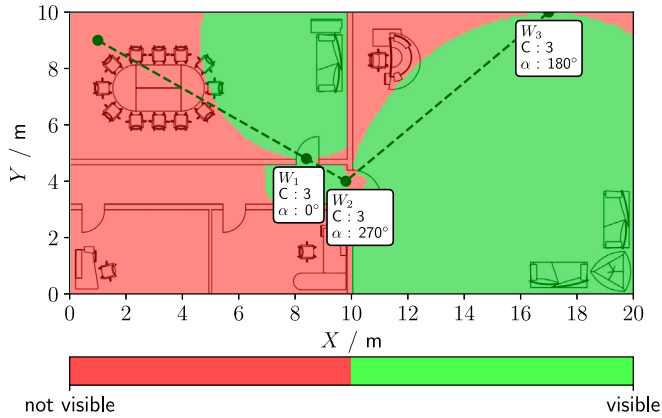 10
8
6
4
2
0
Y / m
W₃
C : 3
α : 180°
W₁
C : 3
α : 0°
W₂
C : 3
α : 270°
0 2 4 6 8 10 12 14 16 18 20
X / m
not visible visible